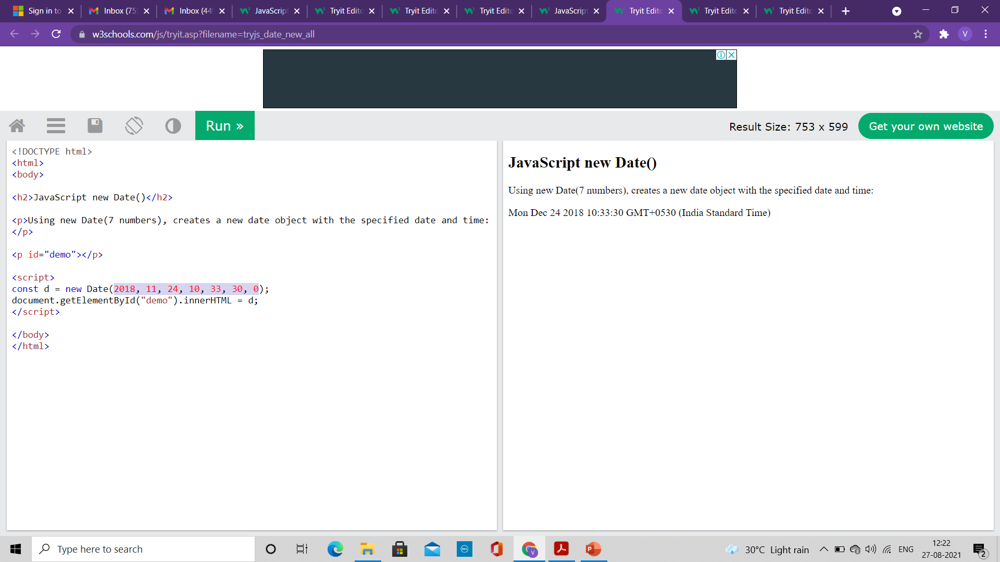 Sign in to
Inbox (75
Inbox (44
JavaScript
Tryit Edito
Tryit Edito
Tryit Edito
JavaScript
Tryit Edito
Tryit Edito
Tryit Edito
w3schools.com/js/tryit.asp?filename=tryjs_date_new_all
V
Run »
Result Size: 753 x 599
Get your own website
<!DOCTYPE html>
<html>
<body>
<h2>JavaScript new Date()</h2>
<p>Using new Date(7 numbers), creates a new date object with the specified date and time:
</p>
<p id="demo"></p>
<script>
const d = new Date(2018, 11, 24, 10, 33, 30, 0);
document.getElementById("demo").innerHTML = d;
</script>
</body>
</html>
JavaScript new Date()
Using new Date(7 numbers), creates a new date object with the specified date and time:
Mon Dec 24 2018 10:33:30 GMT+0530 (India Standard Time)
Type here to search
DELL
V
P
30°C Light rain
ENG
12:22
27-08-2021
2